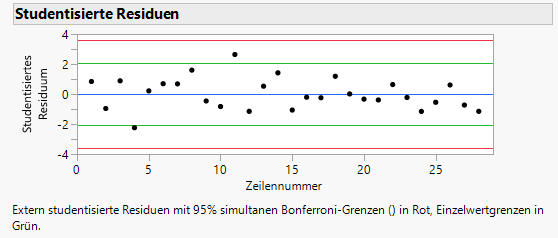 Studentisierte Residuen
Studentisiertes
Residuum
4
2
0
-2
-4
0
5
10
15
20
25
Zeilennummer
Extern studentisierte Residuen mit 95% simultanen Bonferroni-Grenzen () in Rot, Einzelwertgrenzen in
Grün.